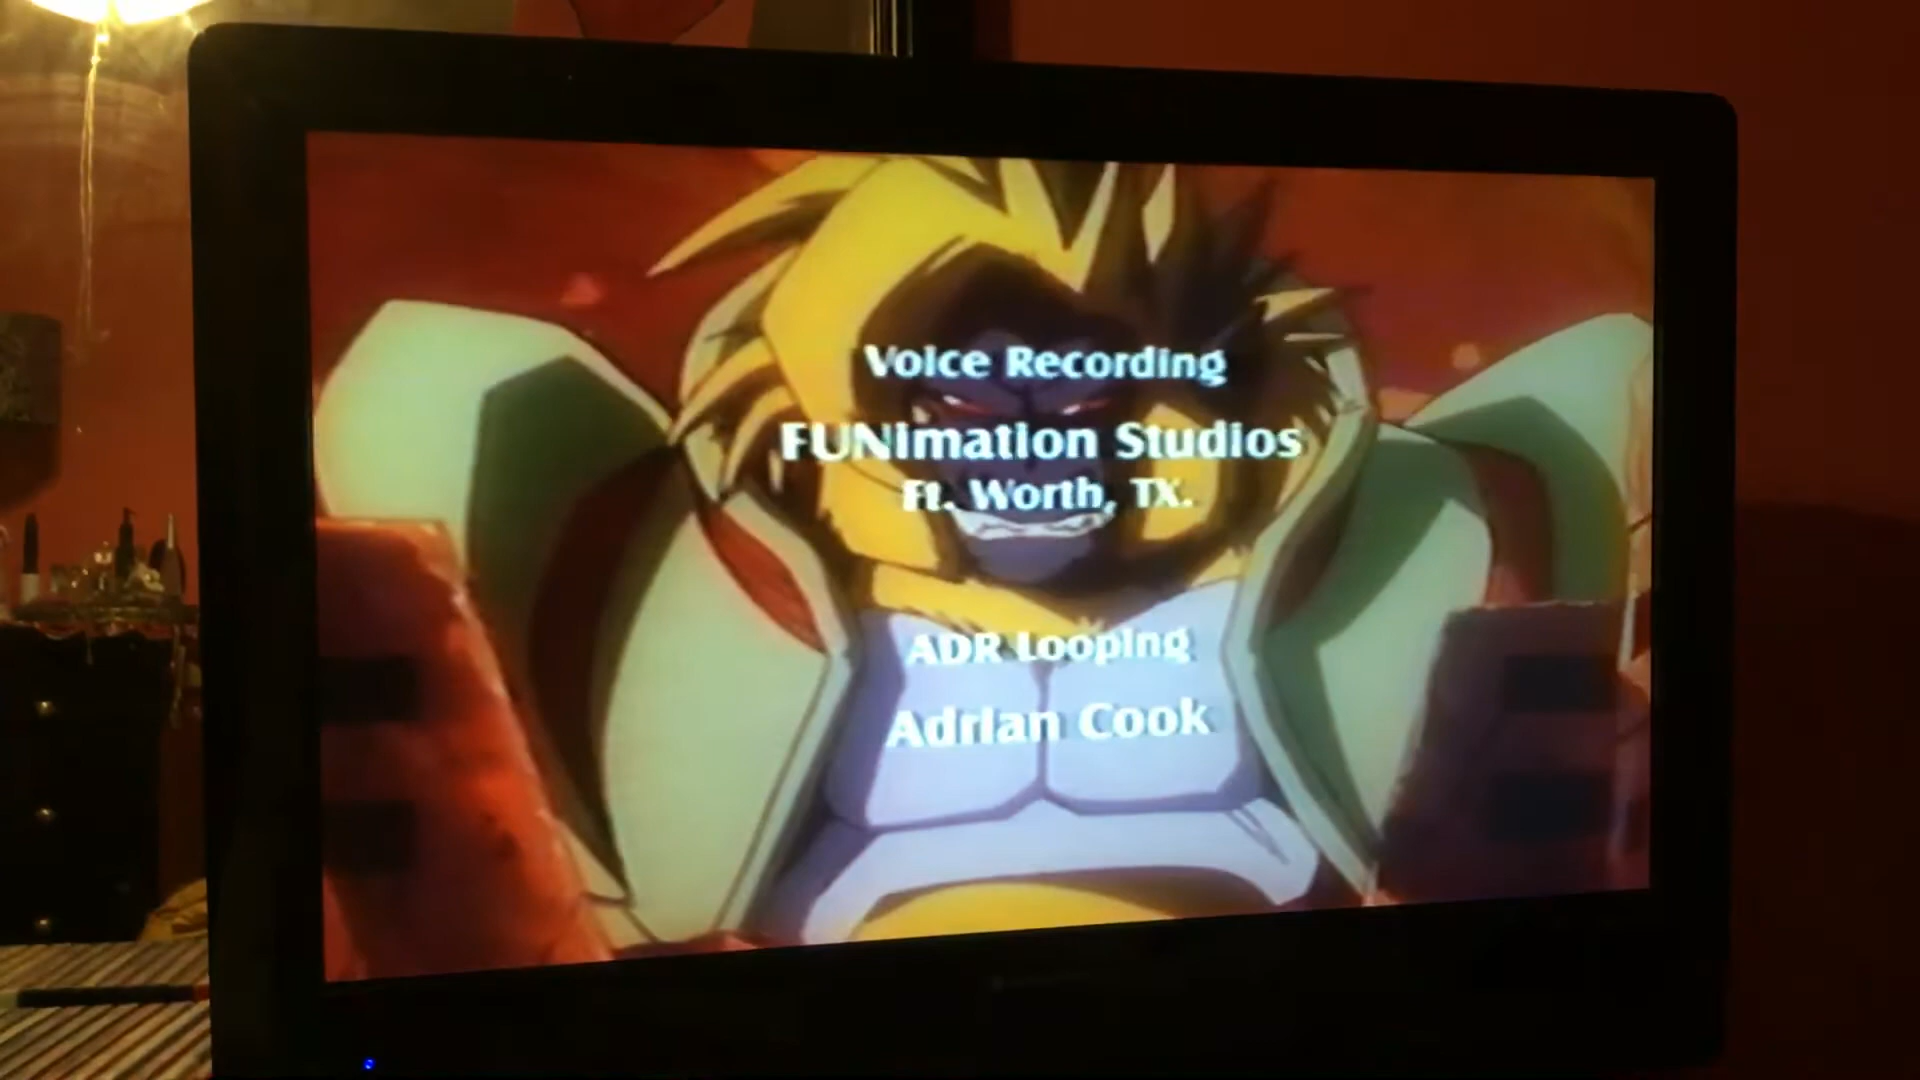 Voice Recording
FUNimation Studios
Ft. Worth, TX.
ADR Looping
Adrian Cook